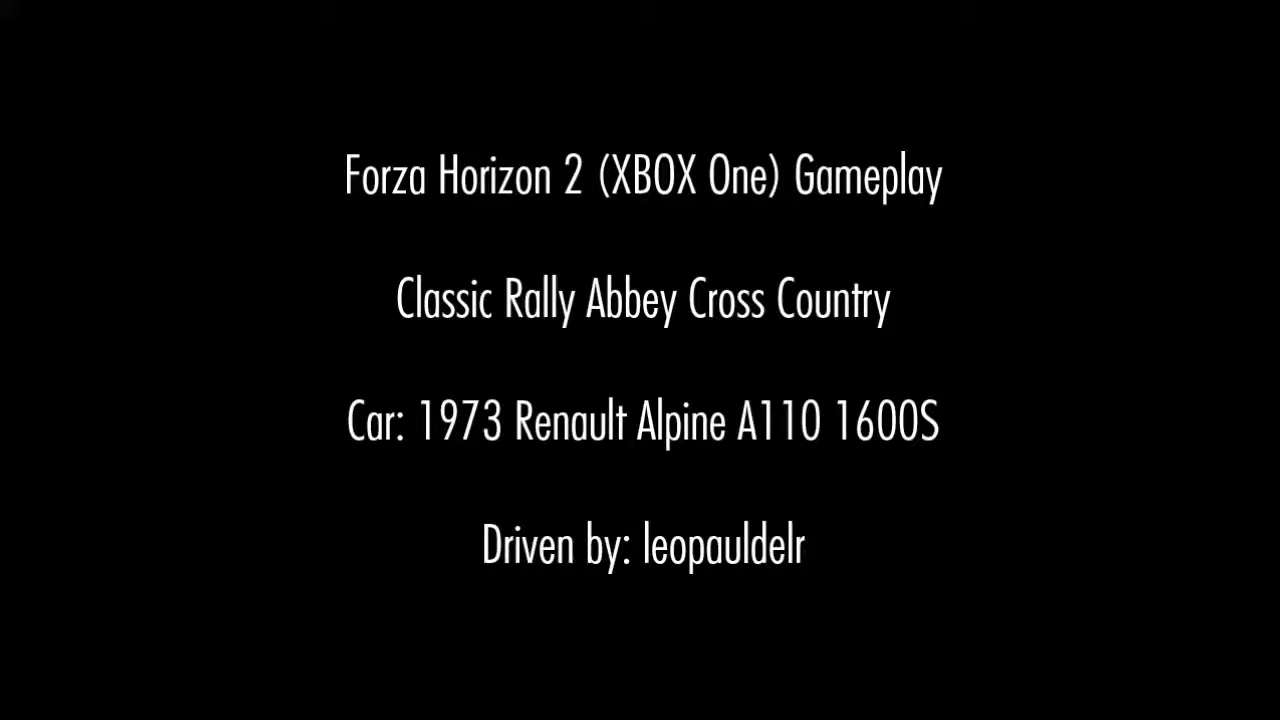 Forza Horizon 2 (XBOX One) Gameplay
Classic Rally Abbey Cross Country
Car: 1973 Renault Alpine A110 1600S
Driven by: leopauldelr